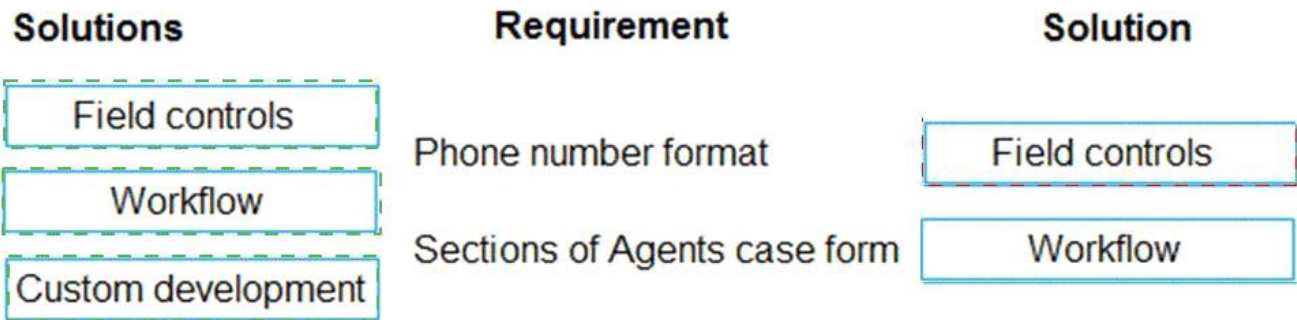 Solutions Requirement Solution
Field controls
Phone number format Field controls
Workflow
Sections of Agents case form Workflow
Custom development